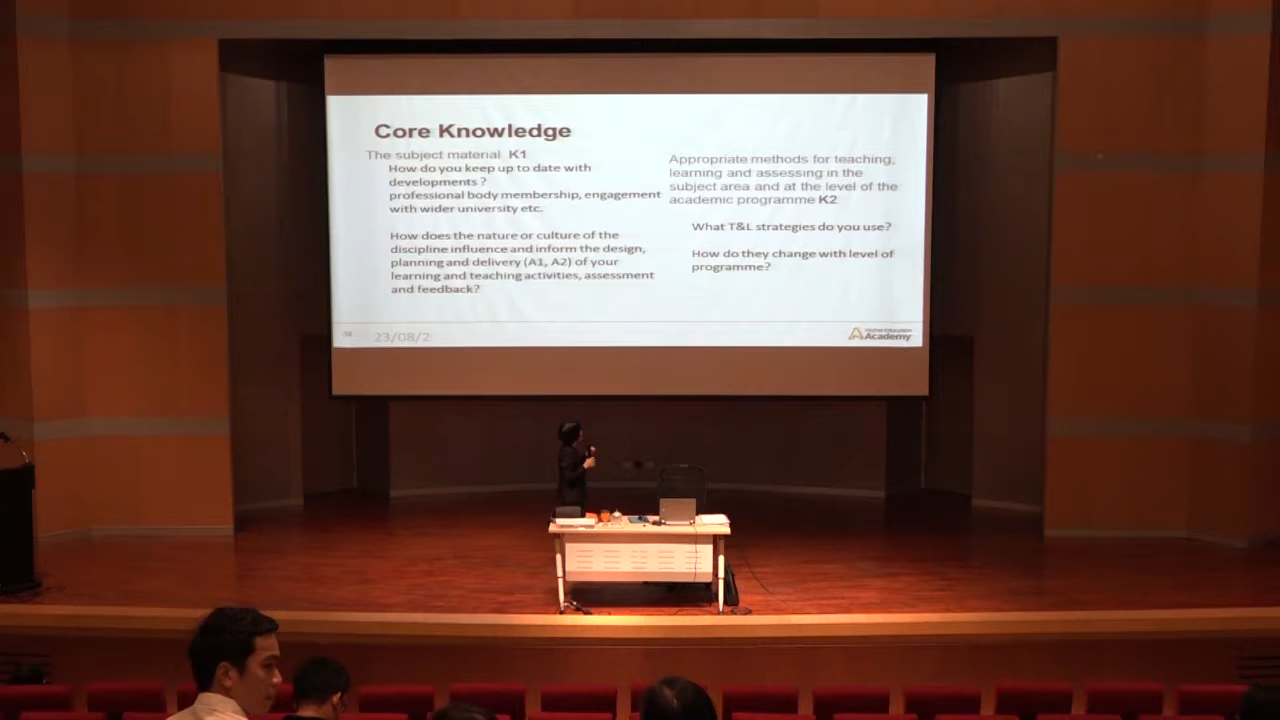 Core Knowledge
The subject material K1
How do you keep up to date with
developments ?
professional body membership, engagement
with wider university etc.
How does the nature or culture of the
discipline influence and inform the design,
planning and delivery (A1, A2) of your
learning and teaching activities, assessment
and feedback?
Appropriate methods for teaching,
learning and assessing in the
subject area and at the level of the
academic programme K2
What T&L strategies do you use?
How do they change with level of
programme?
23/08/2
Higher Education
Academy